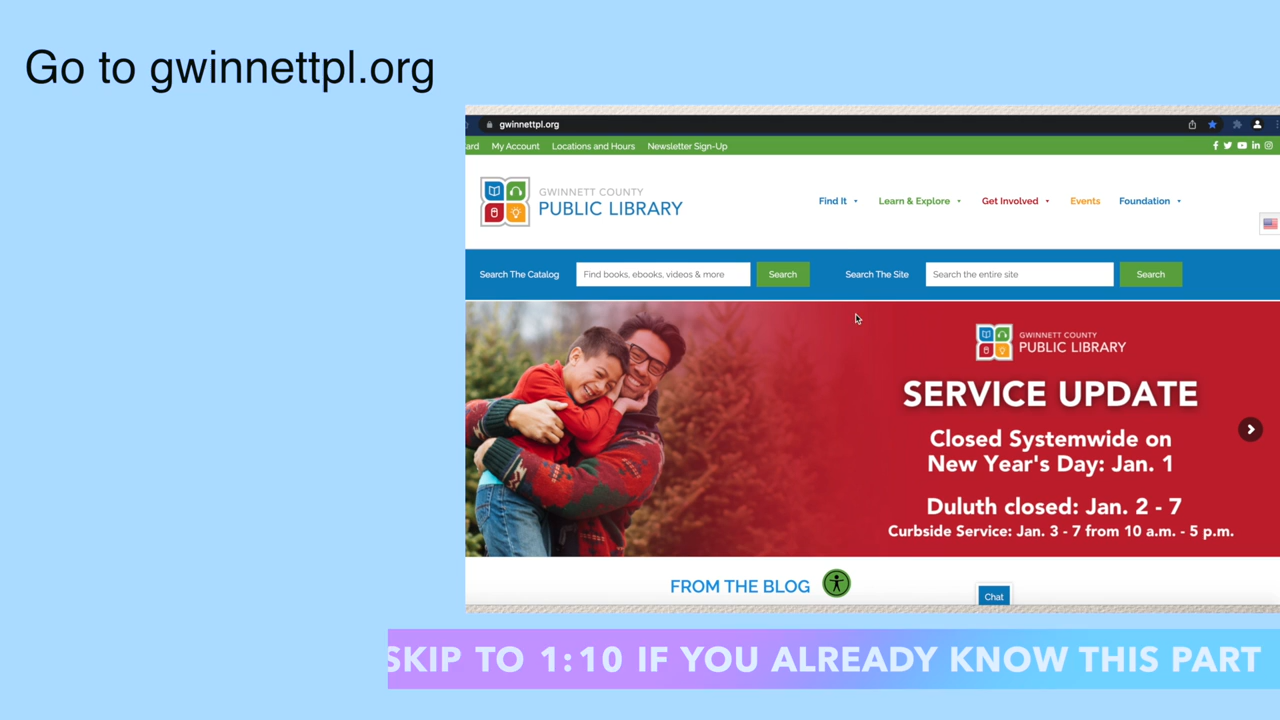 Go to gwinnettpl.org
gwinnettpl.org
ard My Account Locations and Hours Newsletter Sign-Up
GWINNETT COUNTY
PUBLIC LIBRARY
Find It Learn & Explore Get Involved Events Foundation
Search The Catalog Find books, ebooks, videos & more Search Search The Site Search the entire site Search
GWINNETT COUNTY
PUBLIC LIBRARY
SERVICE UPDATE
Closed Systemwide on
New Year's Day: Jan. 1
Duluth closed: Jan. 2 - 7
Curbside Service: Jan. 3 - 7 from 10 a.m. - 5 p.m.
FROM THE BLOG
Chat
SKIP TO 1:10 IF YOU ALREADY KNOW THIS PART